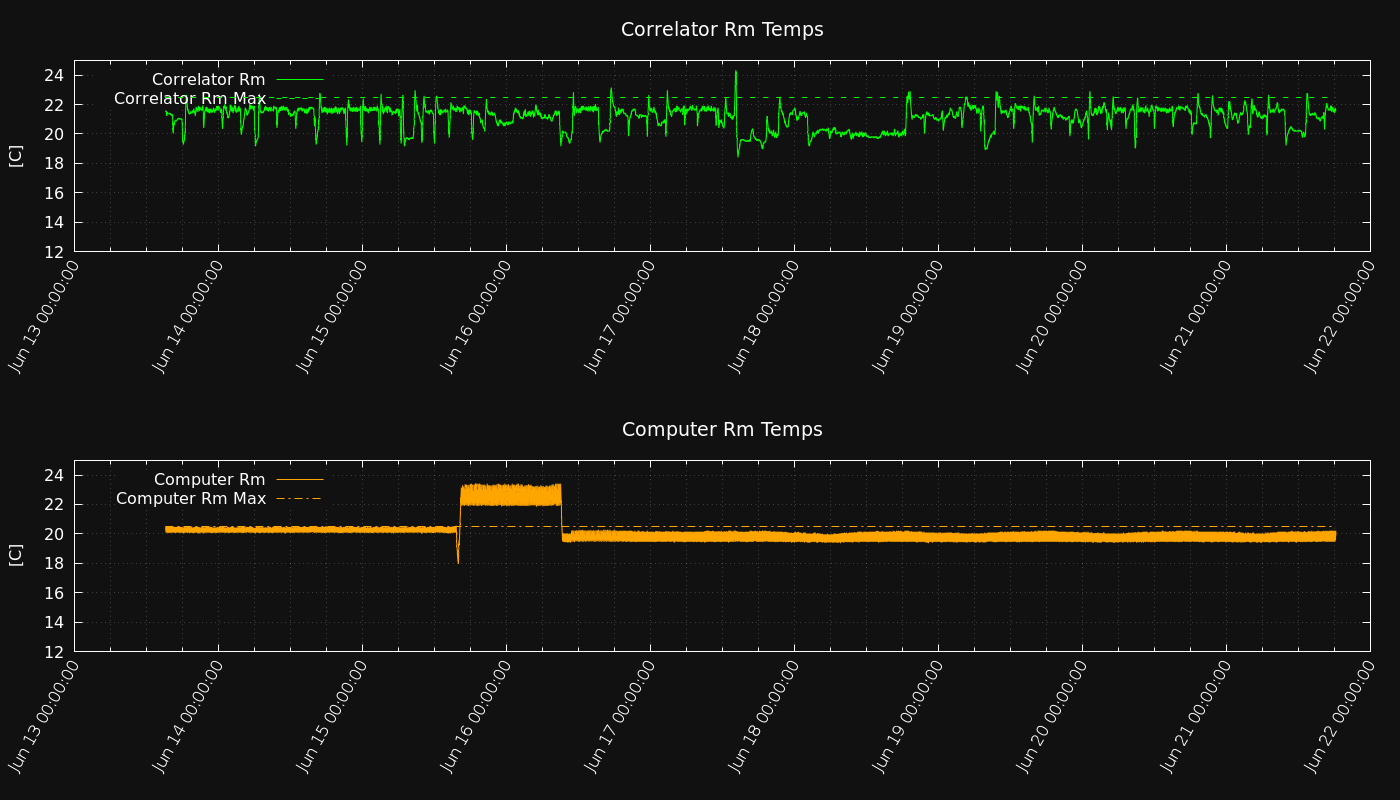 Correlator Rm Temps
Correlator Rm
Correlator Rm Max
24
22
20
18
16
14
12
[C]
Jun 13 00:00:00
Jun 14 00:00:00
Jun 15 00:00:00
Jun 16 00:00:00
Jun 17 00:00:00
Jun 18 00:00:00
Jun 19 00:00:00
Jun 20 00:00:00
Jun 21 00:00:00
Jun 22 00:00:00
Computer Rm Temps
Computer Rm
Computer Rm Max
24
22
20
18
16
14
12
[C]
Jun 13 00:00:00
Jun 14 00:00:00
Jun 15 00:00:00
Jun 16 00:00:00
Jun 17 00:00:00
Jun 18 00:00:00
Jun 19 00:00:00
Jun 20 00:00:00
Jun 21 00:00:00
Jun 22 00:00:00